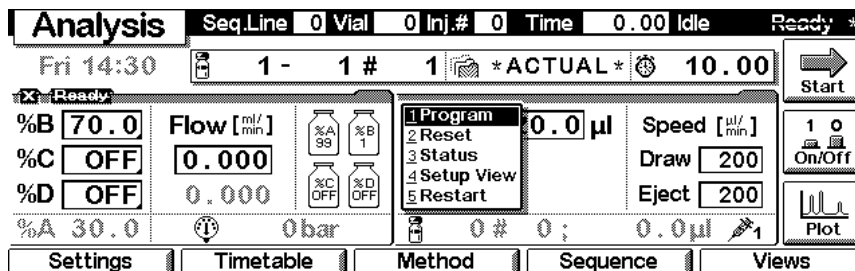 Analysis Seq.Line 0 Vial 0 Inj.# 0 Time 0.00 Idle Ready *
Fri 14:30 1 - 1 # 1 *ACTUAL* 10.00 Start
X Ready
%B 70.0 Flow [ml/min] %A 99 %B 1
%C OFF 0.000 %C OFF %D OFF
%D OFF 0.000
%A 30.0 0bar
1 Program
2 Reset
3 Status
4 Setup View
5 Restart
0.0 µl Speed [µl/min]
Draw 200
Eject 200
0 # 0 ; 0.0µl 1
1 0
On/Off
Plot
Settings Timetable Method Sequence Views